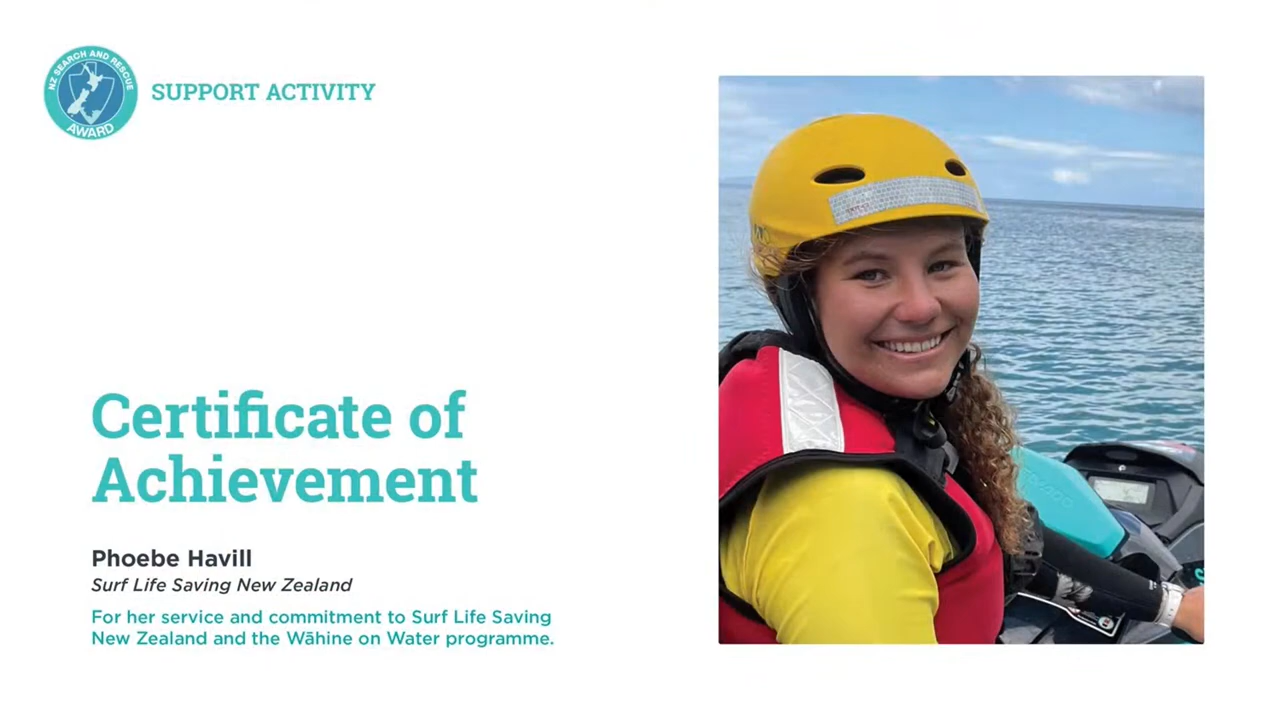 NZ SEARCH AND RESCUE
AWARD
SUPPORT ACTIVITY
Certificate of
Achievement
Phoebe Havill
Surf Life Saving New Zealand
For her service and commitment to Surf Life Saving
New Zealand and the Wāhine on Water programme.